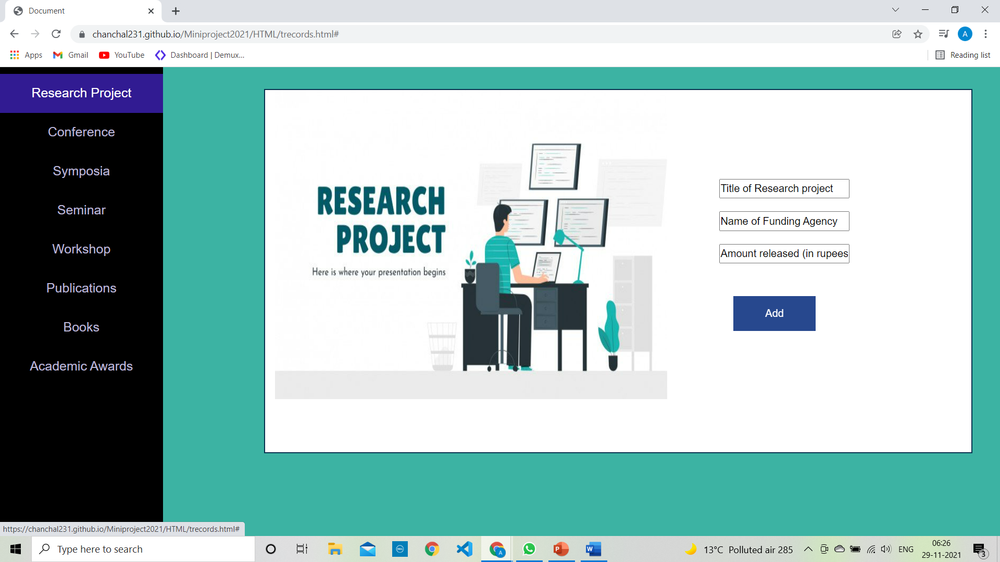 Document
chanchal231.github.io/Miniproject2021/HTML/trecords.html#
A
Apps
Gmail
YouTube
Dashboard | Demux...
Reading list
Research Project
Conference
Symposia
Seminar
Workshop
Publications
Books
Academic Awards
RESEARCH
PROJECT
Here is where your presentation begins
Title of Research project
Name of Funding Agency
Amount released (in rupees
Add
https://chanchal231.github.io/Miniproject2021/HTML/trecords.html#
Type here to search
DELL
A
P
W
13°C Polluted air 285
ENG
06:26
29-11-2021
3